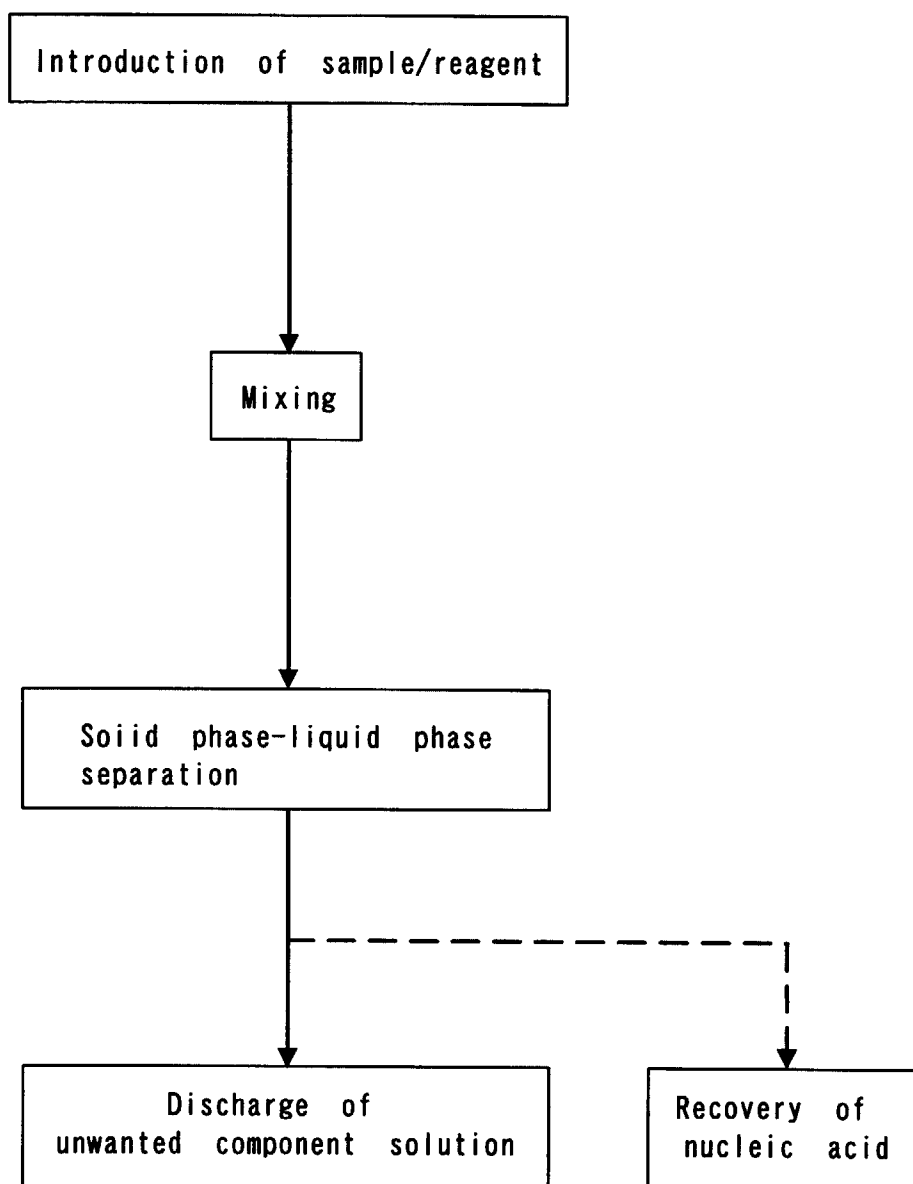 Introduction of sample/reagent
Mixing
Soiid phase-liquid phase
separation
Discharge of
unwanted component solution
Recovery of
nucleic acid